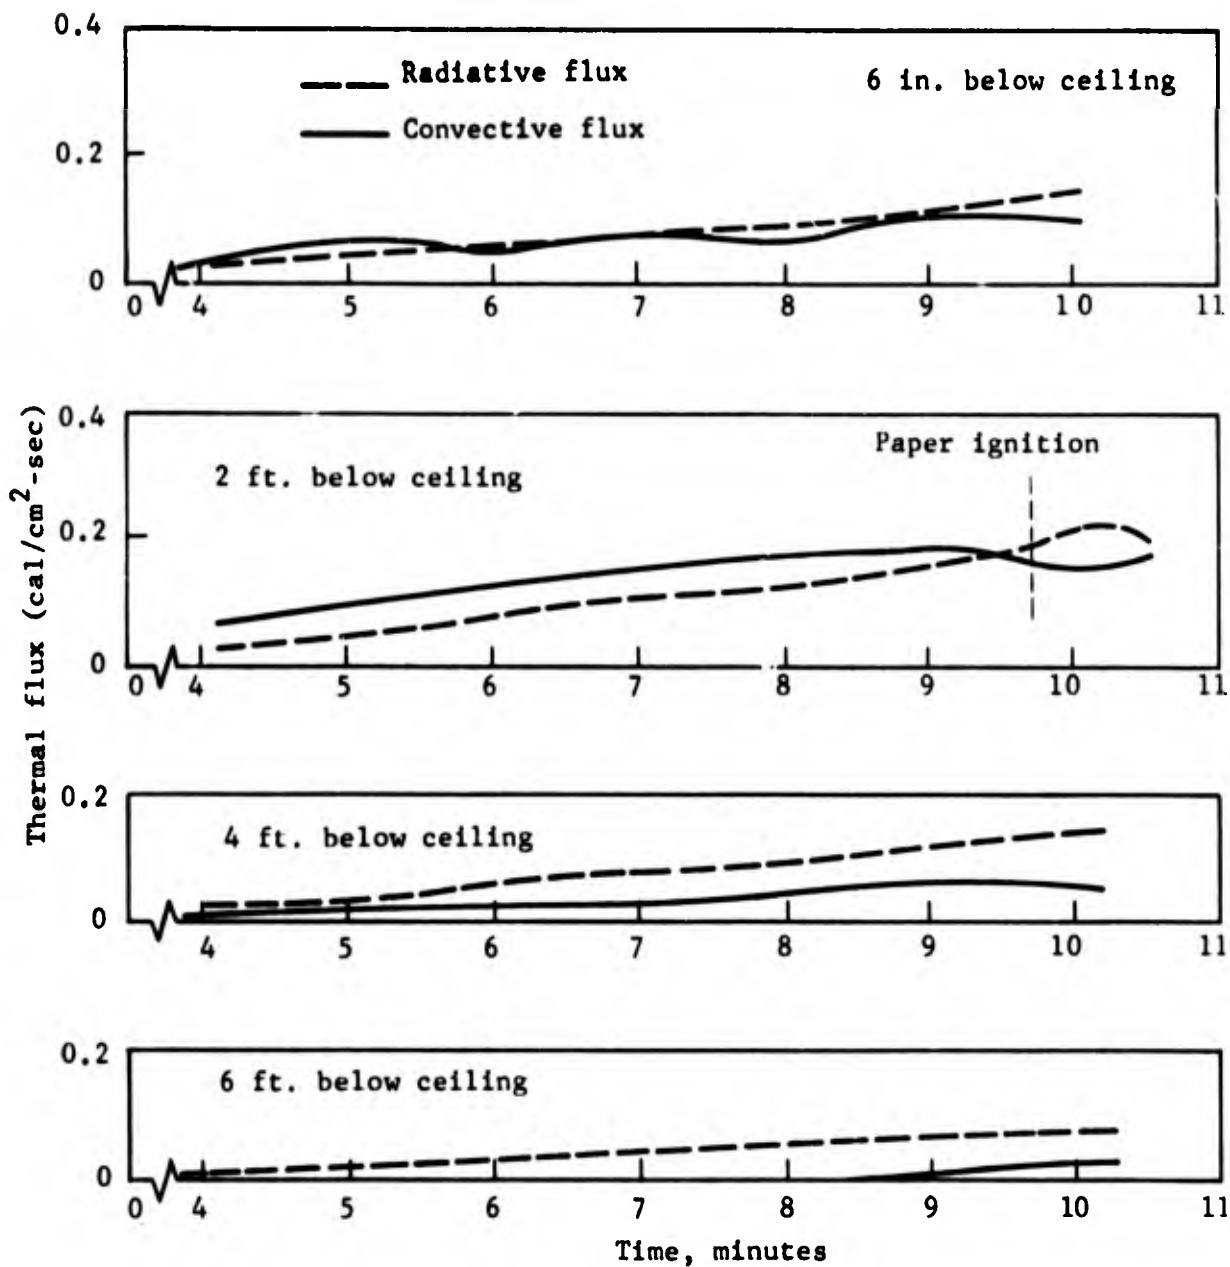 0.4
Radiative flux
6 in. below ceiling
Convective flux
0.2
0
0 4 5 6 7 8 9 10 11
0.4
Paper ignition
2 ft. below ceiling
0.2
0
0 4 5 6 7 8 9 10 11
Thermal flux (cal/cm²-sec)
0.2
4 ft. below ceiling
0
0 4 5 6 7 8 9 10 11
0.2
6 ft. below ceiling
0
0 4 5 6 7 8 9 10 11
Time, minutes